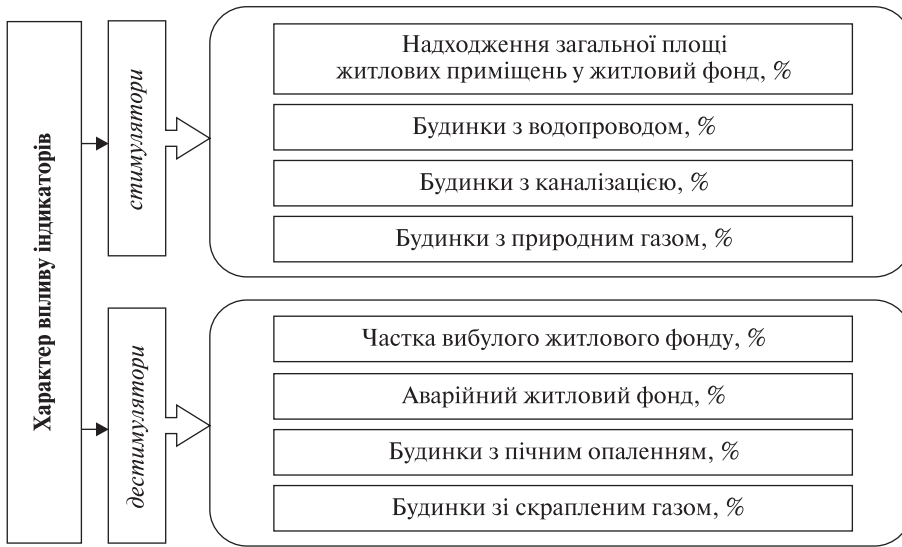 Характер впливу індикаторів
стимулятори
Надходження загальної площі
житлових приміщень у житловий фонд, %
Будинки з водопроводом, %
Будинки з каналізацією, %
Будинки з природним газом, %
дестимулятори
Частка вибулого житлового фонду, %
Аварійний житловий фонд, %
Будинки з пічним опаленням, %
Будинки зі скрапленим газом, %